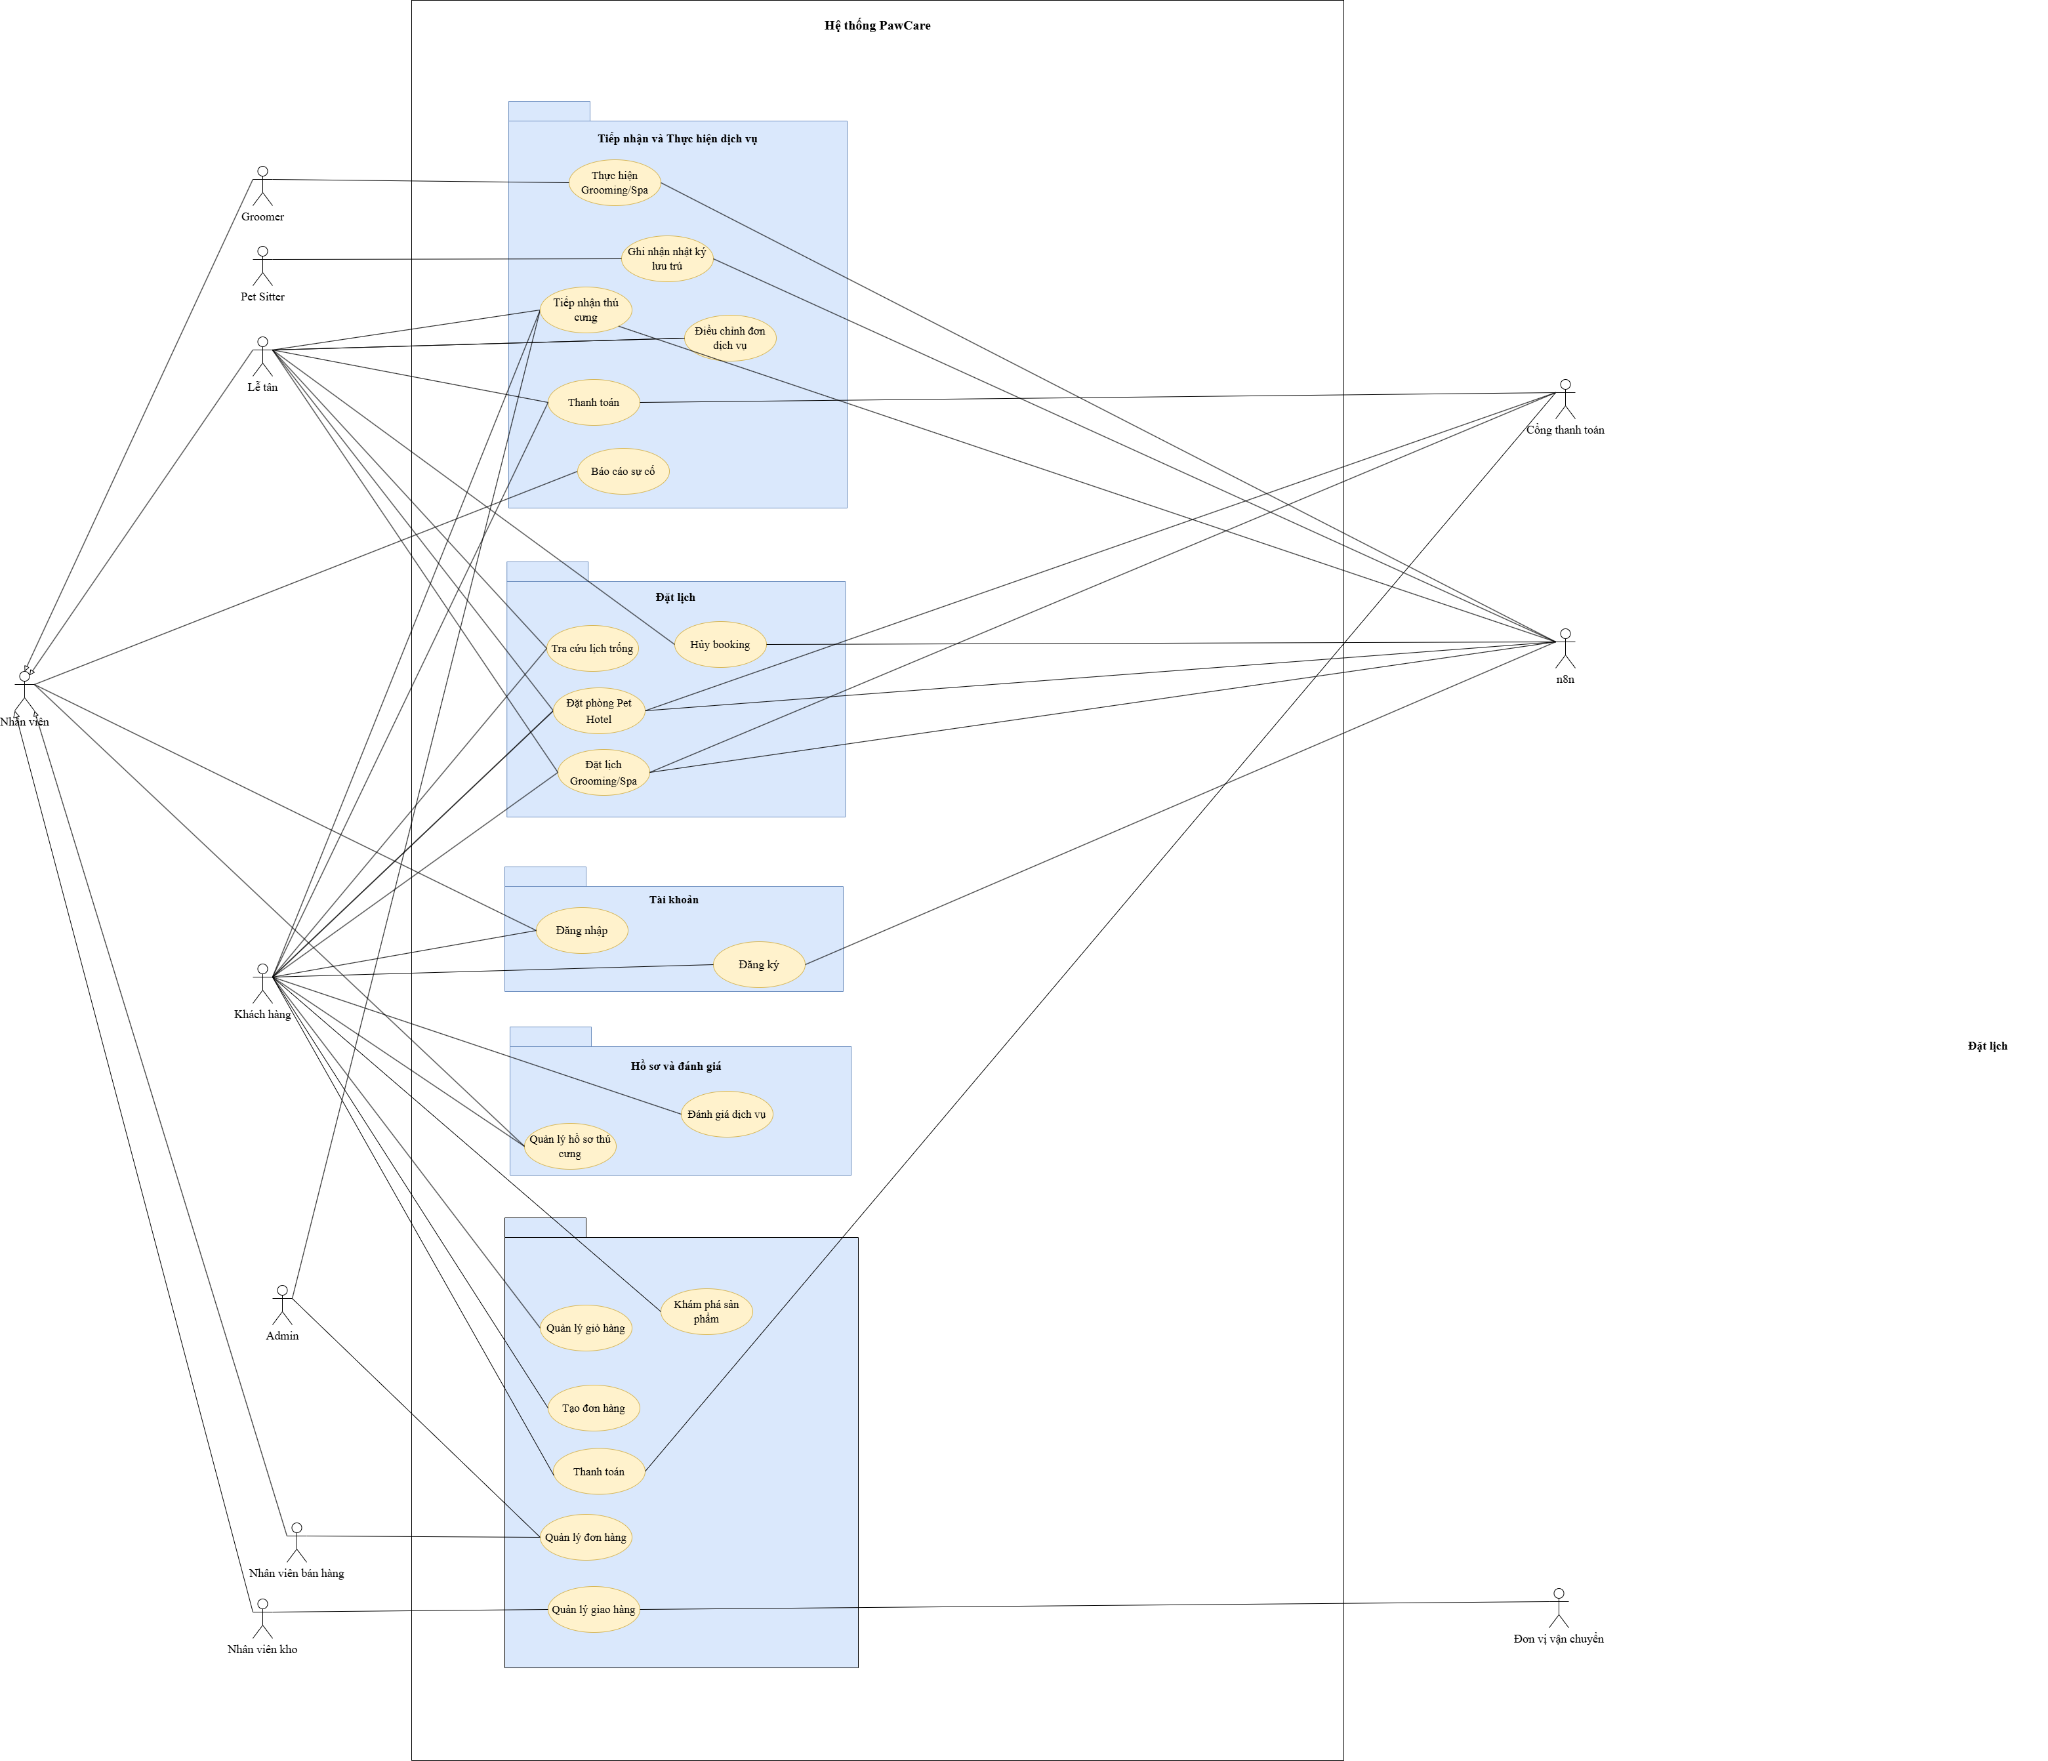 Hệ thống PawCare
Tiếp nhận và Thực hiện dịch vụ
Thực hiện
Grooming/Spa
Groomer
Ghi nhận nhật ký
lưu trú
Pet Sitter
Tiếp nhận thú
cưng
Điều chỉnh đơn
dịch vụ
Lễ tân
Thanh toán
Cổng thanh toán
Báo cáo sự cố
Đặt lịch
Tra cứu lịch trống
Hủy booking
n8n
Đặt phòng Pet
Hotel
Nhân viên
Đặt lịch
Grooming/Spa
Tài khoản
Đăng nhập
Đăng ký
Khách hàng
Đặt lịch
Hồ sơ và đánh giá
Đánh giá dịch vụ
Quản lý hồ sơ thú
cưng
Khám phá sản
phẩm
Quản lý giỏ hàng
Admin
Tạo đơn hàng
Thanh toán
Quản lý đơn hàng
Nhân viên bán hàng
Quản lý giao hàng
Đơn vị vận chuyển
Nhân viên kho